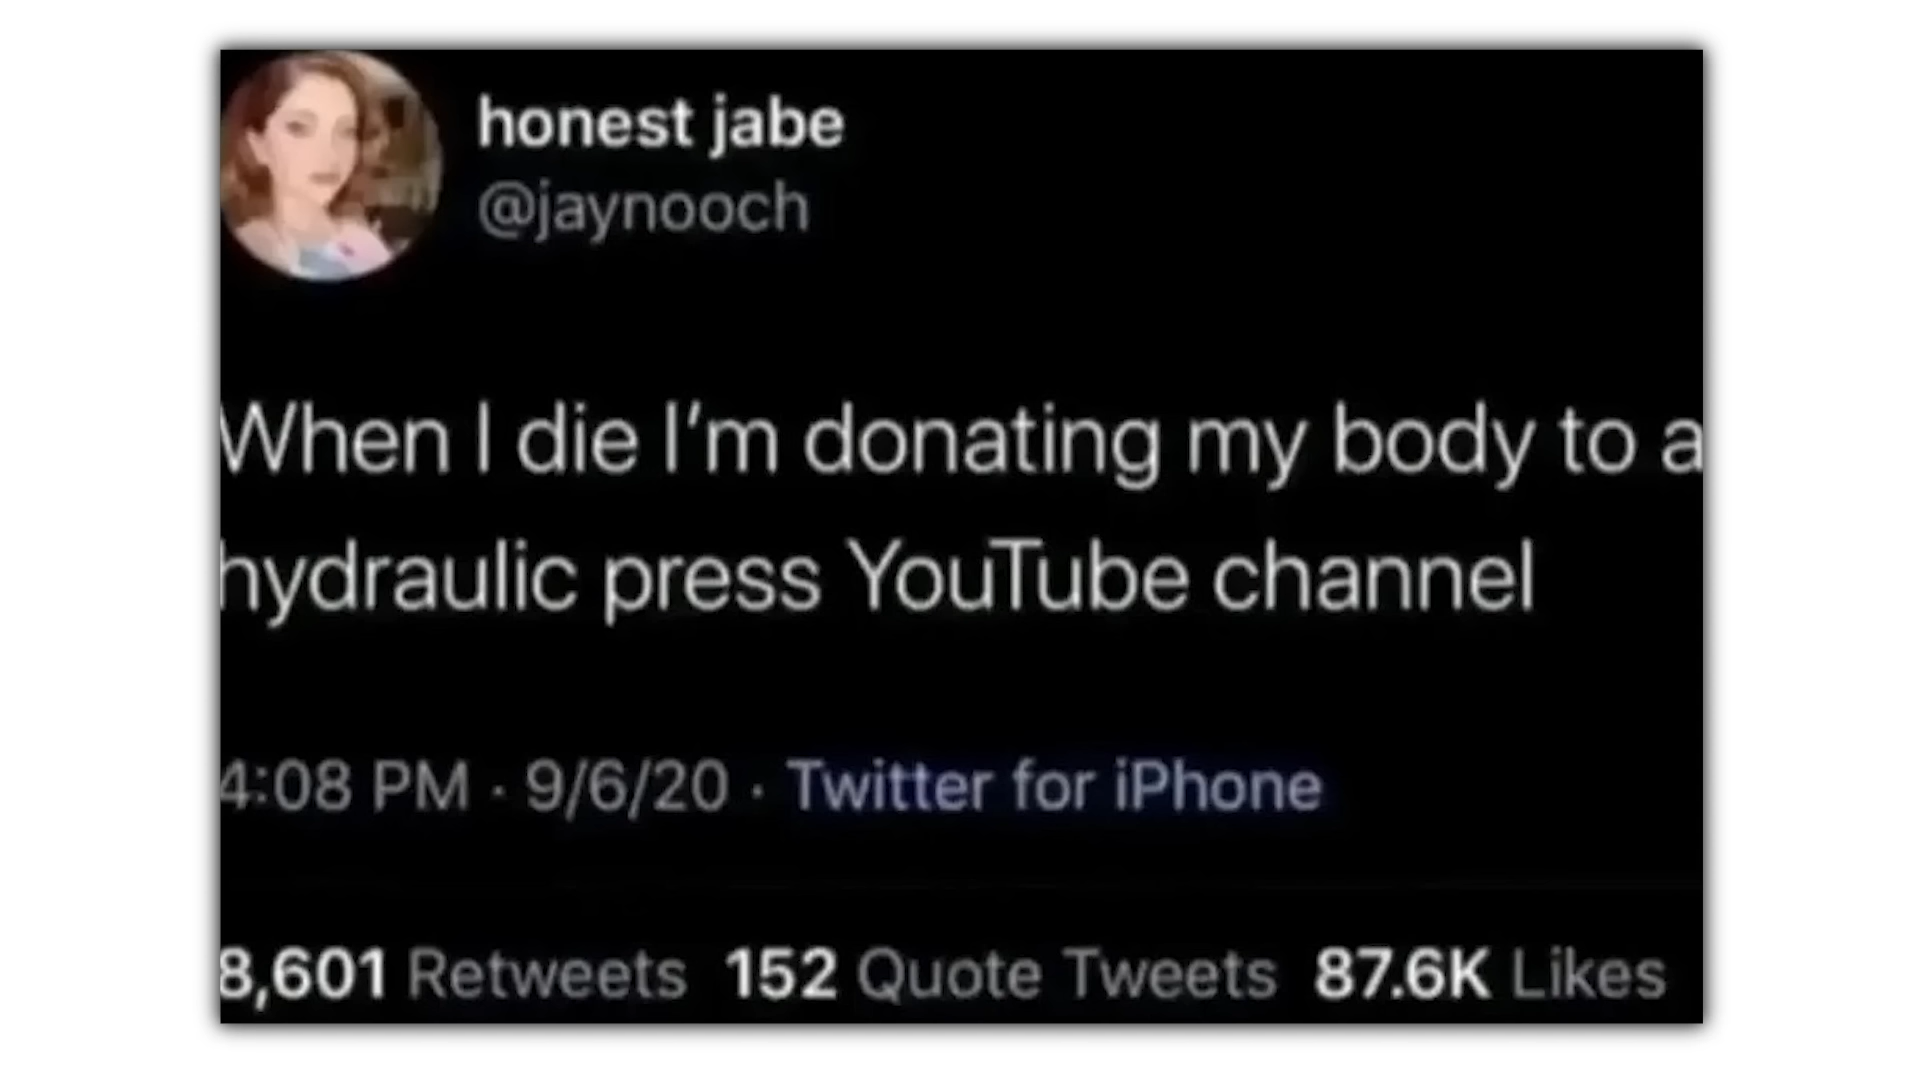 honest jabe
@jaynooch
When I die I'm donating my body to a
hydraulic press YouTube channel
4:08 PM · 9/6/20 · Twitter for iPhone
8,601 Retweets 152 Quote Tweets 87.6K Likes